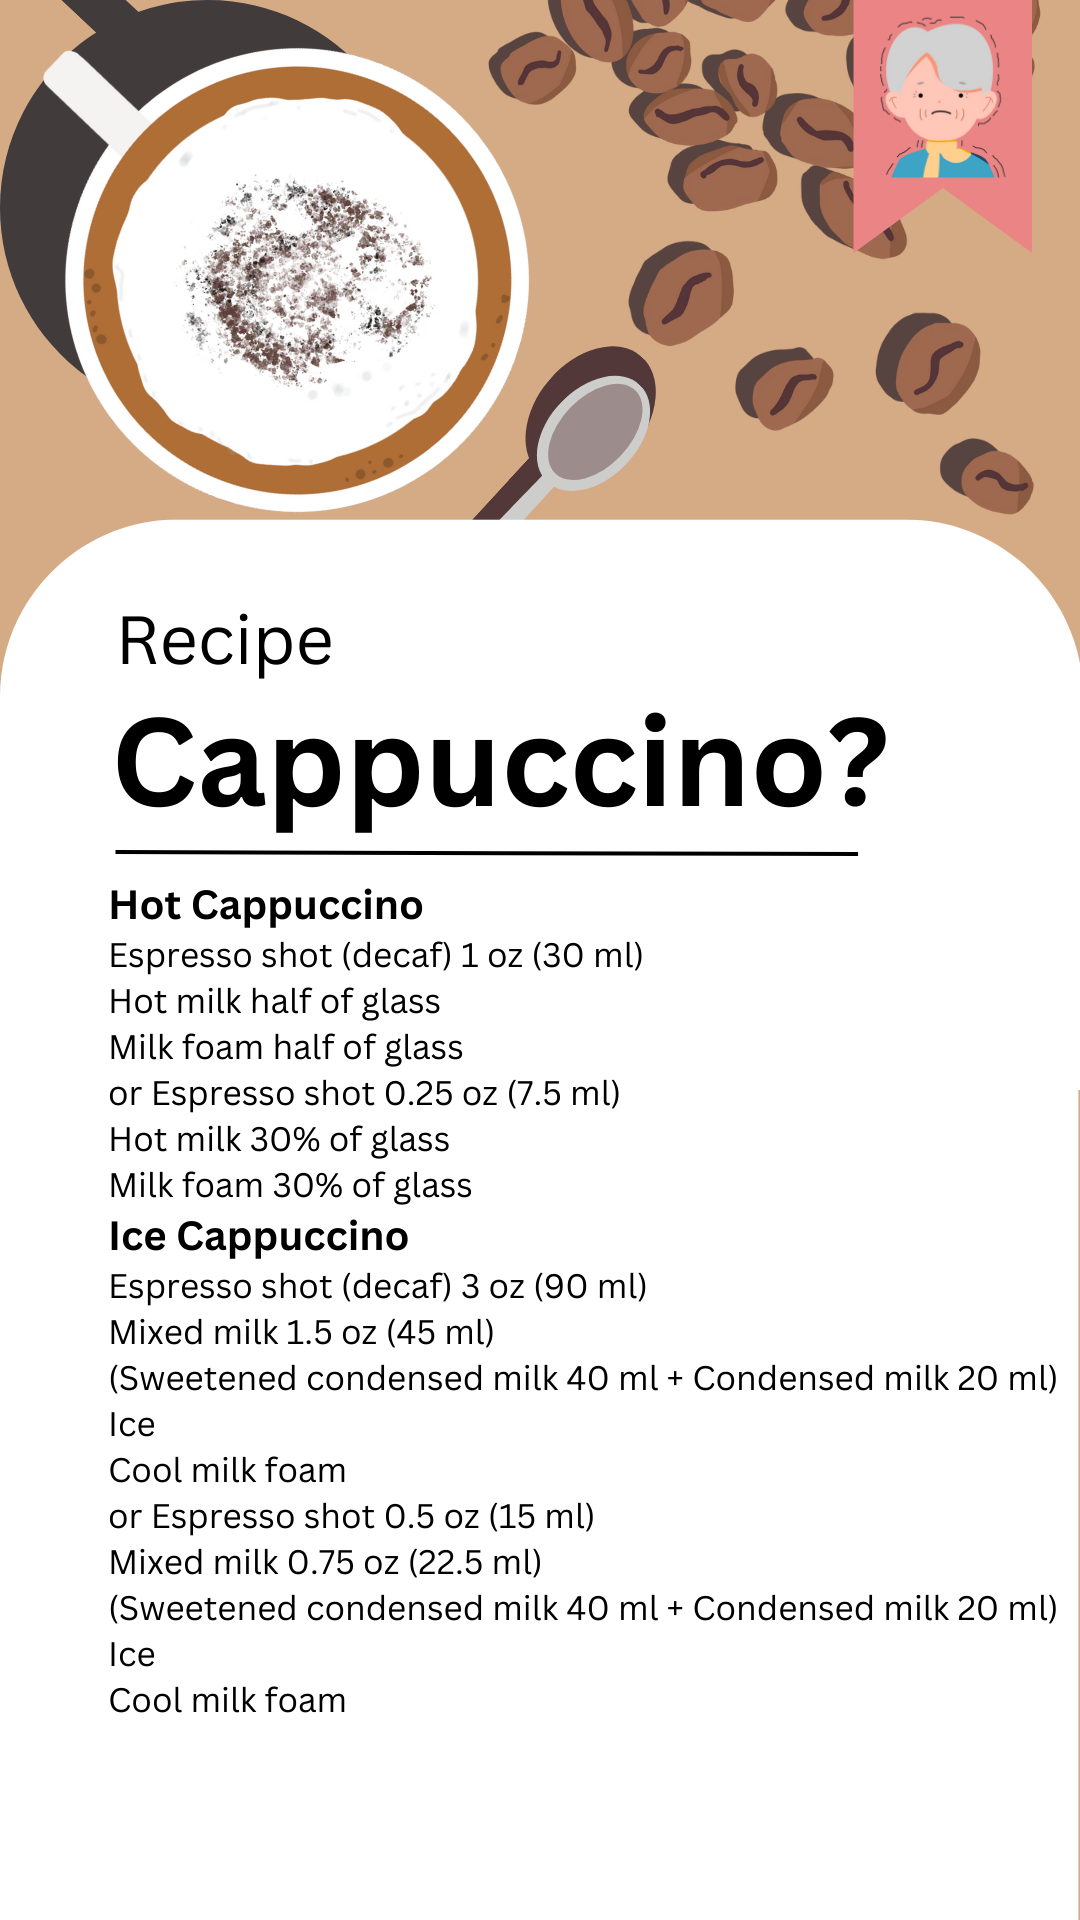 Recipe
Cappuccino?
Hot Cappuccino
Espresso shot (decaf) 1 oz (30 ml)
Hot milk half of glass
Milk foam half of glass
or Espresso shot 0.25 oz (7.5 ml)
Hot milk 30% of glass
Milk foam 30% of glass
Ice Cappuccino
Espresso shot (decaf) 3 oz (90 ml)
Mixed milk 1.5 oz (45 ml)
(Sweetened condensed milk 40 ml + Condensed milk 20 ml)
Ice
Cool milk foam
or Espresso shot 0.5 oz (15 ml)
Mixed milk 0.75 oz (22.5 ml)
(Sweetened condensed milk 40 ml + Condensed milk 20 ml)
Ice
Cool milk foam